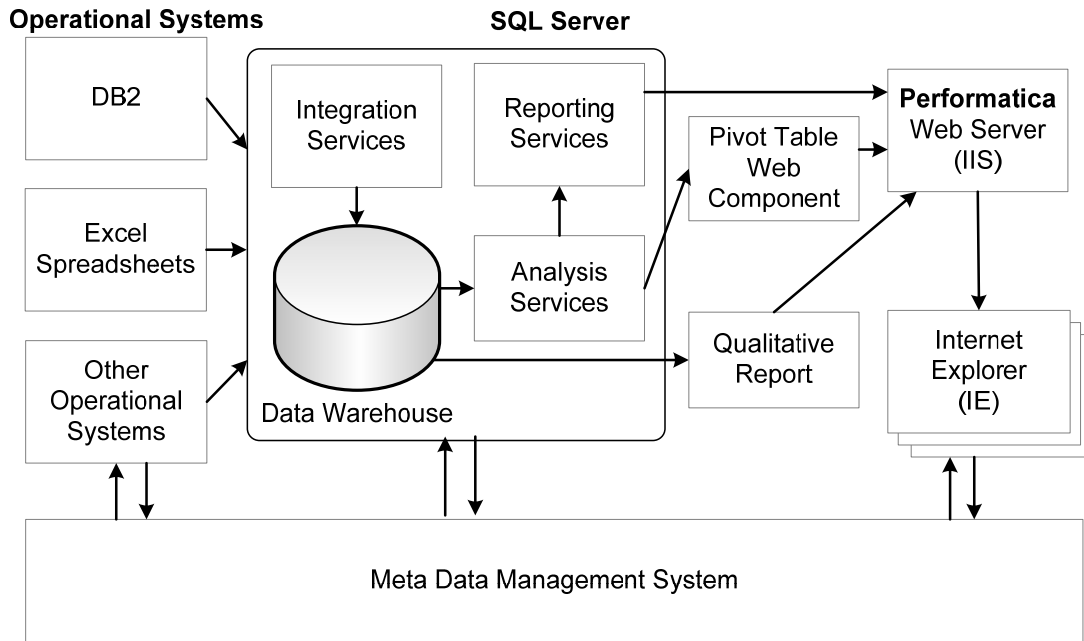 Operational Systems
SQL Server
DB2
Excel
Spreadsheets
Other
Operational
Systems
Integration
Services
Reporting
Services
Analysis
Services
Data Warehouse
Pivot Table
Web
Component
Qualitative
Report
Performatica
Web Server
(IIS)
Internet
Explorer
(IE)
Meta Data Management System